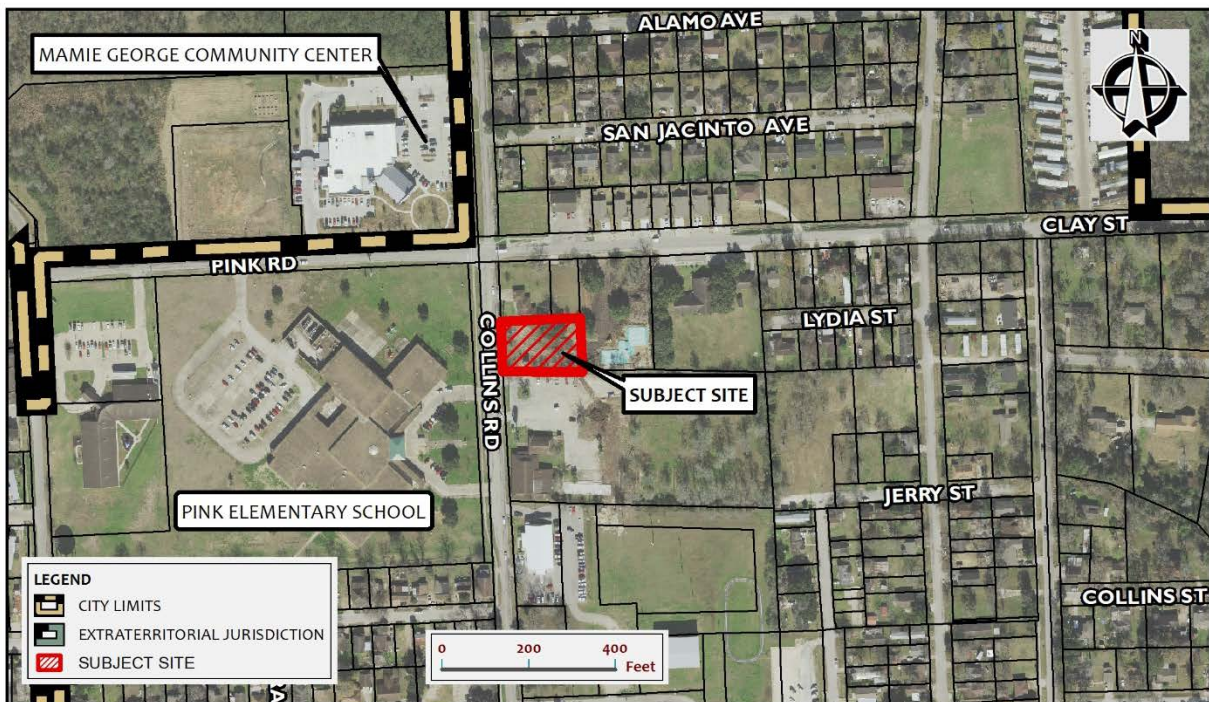 ALAMO AVE
MAMIE GEORGE COMMUNITY CENTER
N
SAN JACINTO AVE
CLAY ST
PINK RD
LYDIA ST
COLLINS RD
SUBJECT SITE
JERRY ST
PINK ELEMENTARY SCHOOL
LEGEND
CITY LIMITS
EXTRATERRITORIAL JURISDICTION
SUBJECT SITE
0 200 400
Feet
COLLINS ST